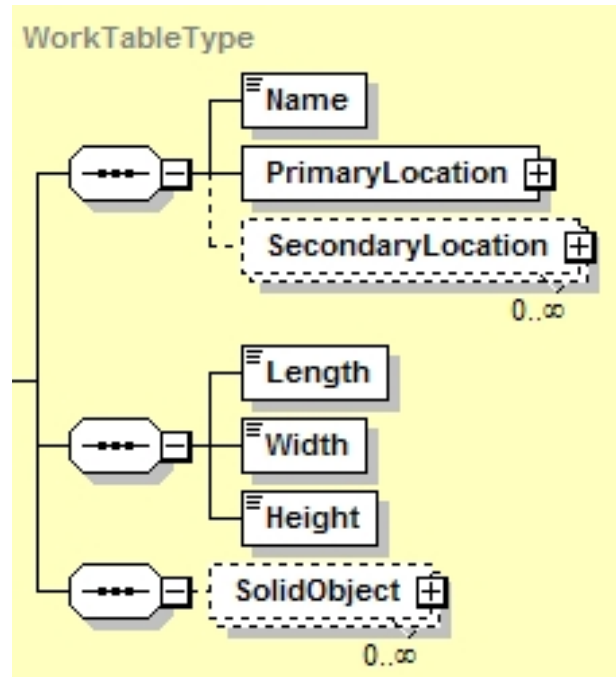 WorkTableType
Name
PrimaryLocation
SecondaryLocation
0..∞
Length
Width
Height
SolidObject
0..∞